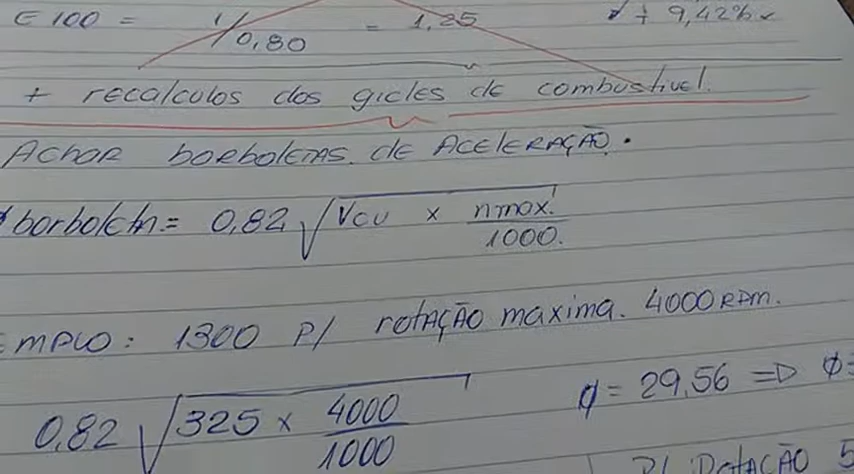 E100 = 1/0,80 = 1,25 + 9,42%
+ recalculos dos gicles de combustivel.
Achar borboletas de Aceleração.
borboleta = 0,82 √Vcu x nmax. / 1000.
EMPLO: 1300 P/ rotação maxima. 4000 RPM.
0,82 √325 x 4000 / 1000 ϕ = 29,56 => ϕ=
P/ Rotação 5